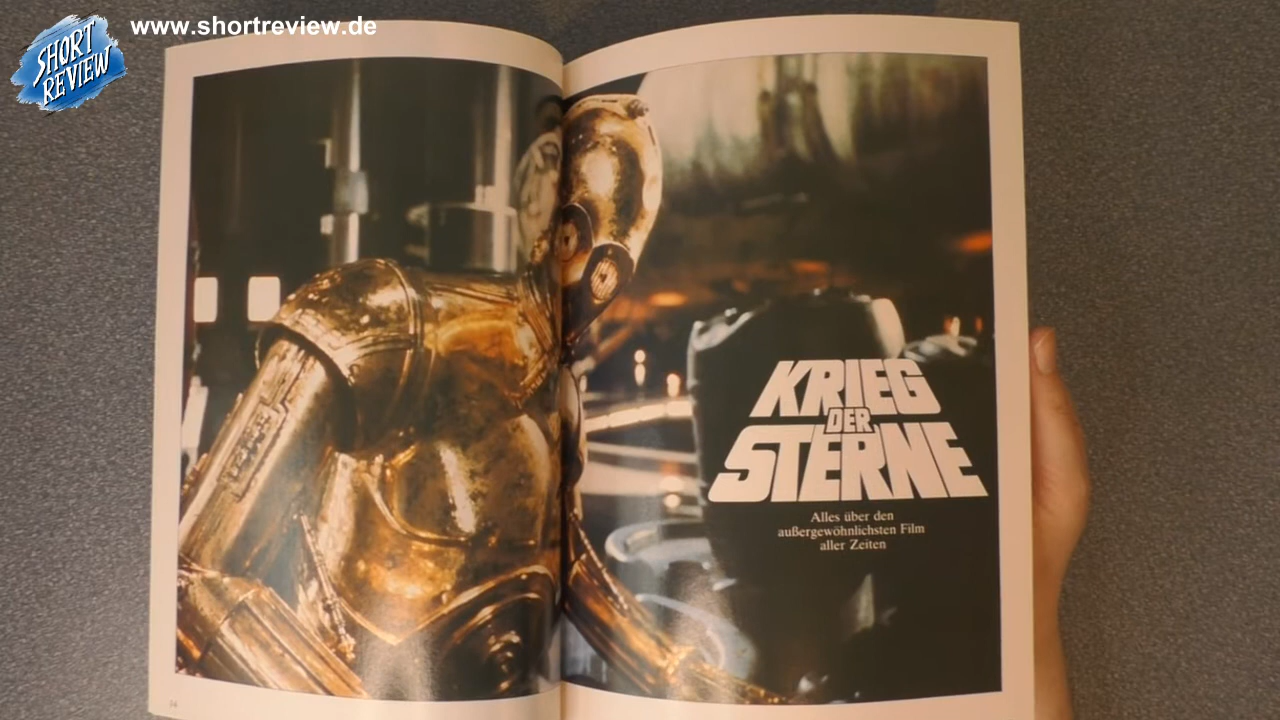 SHORT
REVIEW
www.shortreview.de
KRIEG
DER
STERNE
Alles über den
außergewöhnlichsten Film
aller Zeiten